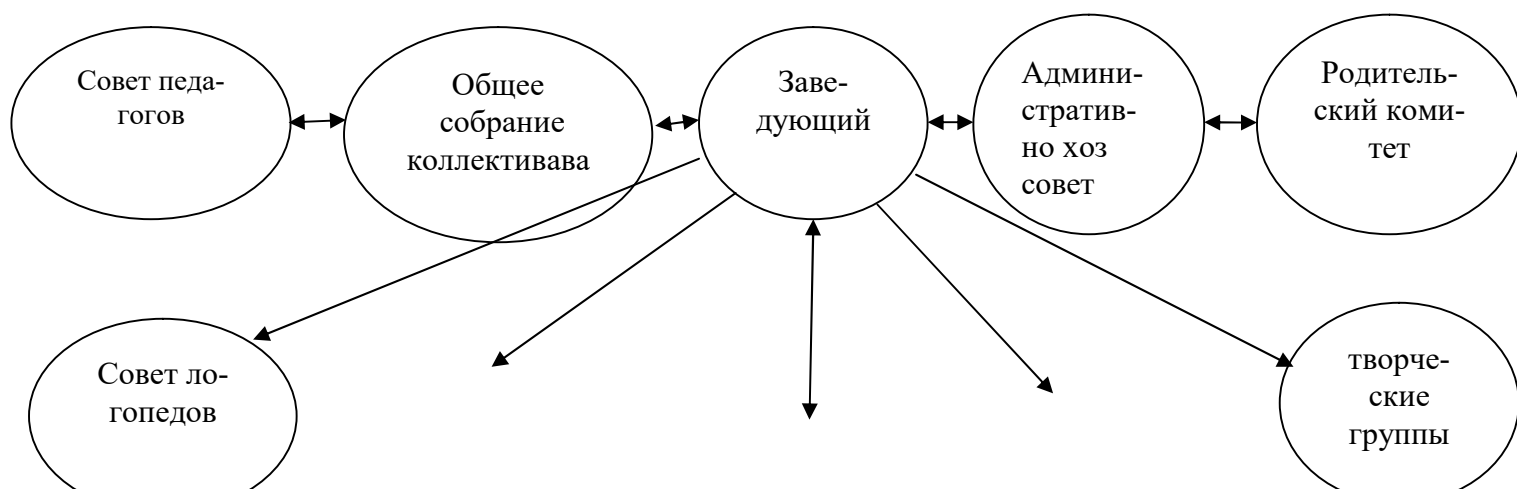 Совет педа-
гогов
Общее
собрание
коллективава
Заве-
дующий
Админи-
стратив-
но хоз
совет
Родитель-
ский коми-
тет
Совет ло-
гопедов
творче-
ские
группы